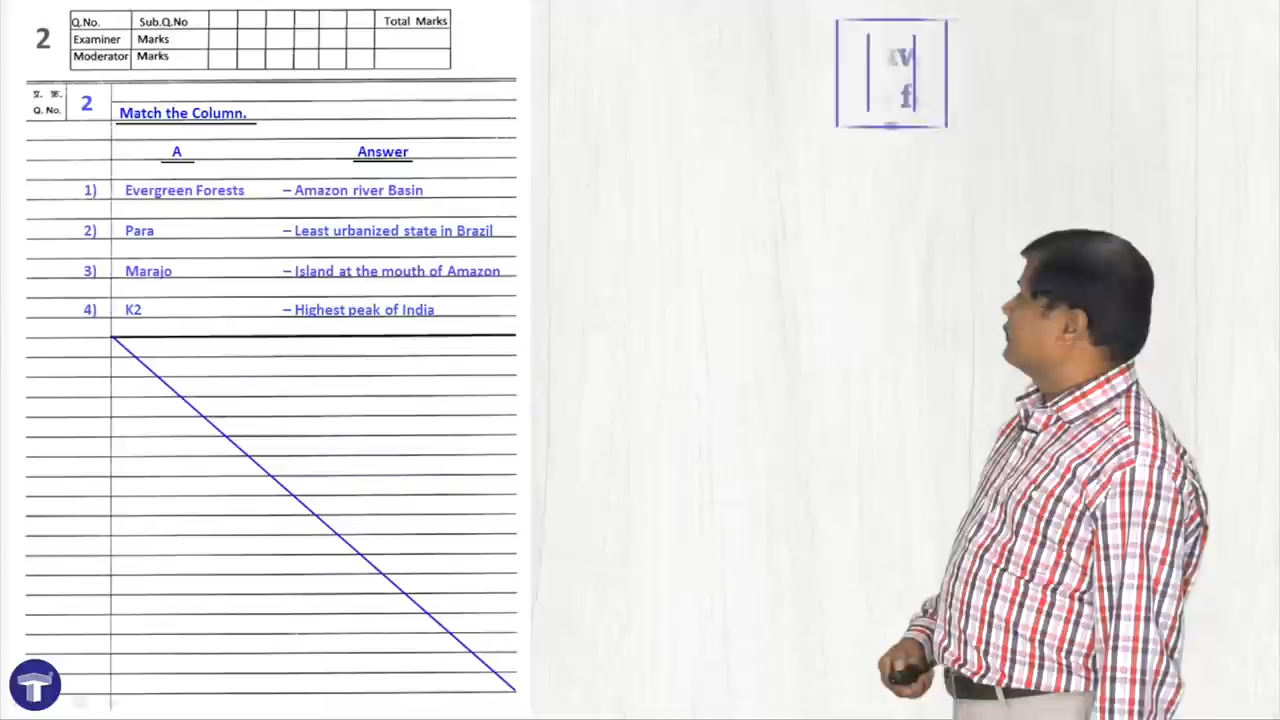 2
Q.No. Sub.Q.No Total Marks
Examiner Marks
Moderator Marks
प्र. क्र.
Q. No. 2
Match the Column.
A Answer
1) Evergreen Forests – Amazon river Basin
2) Para – Least urbanized state in Brazil
3) Marajo – Island at the mouth of Amazon
4) K2 – Highest peak of India